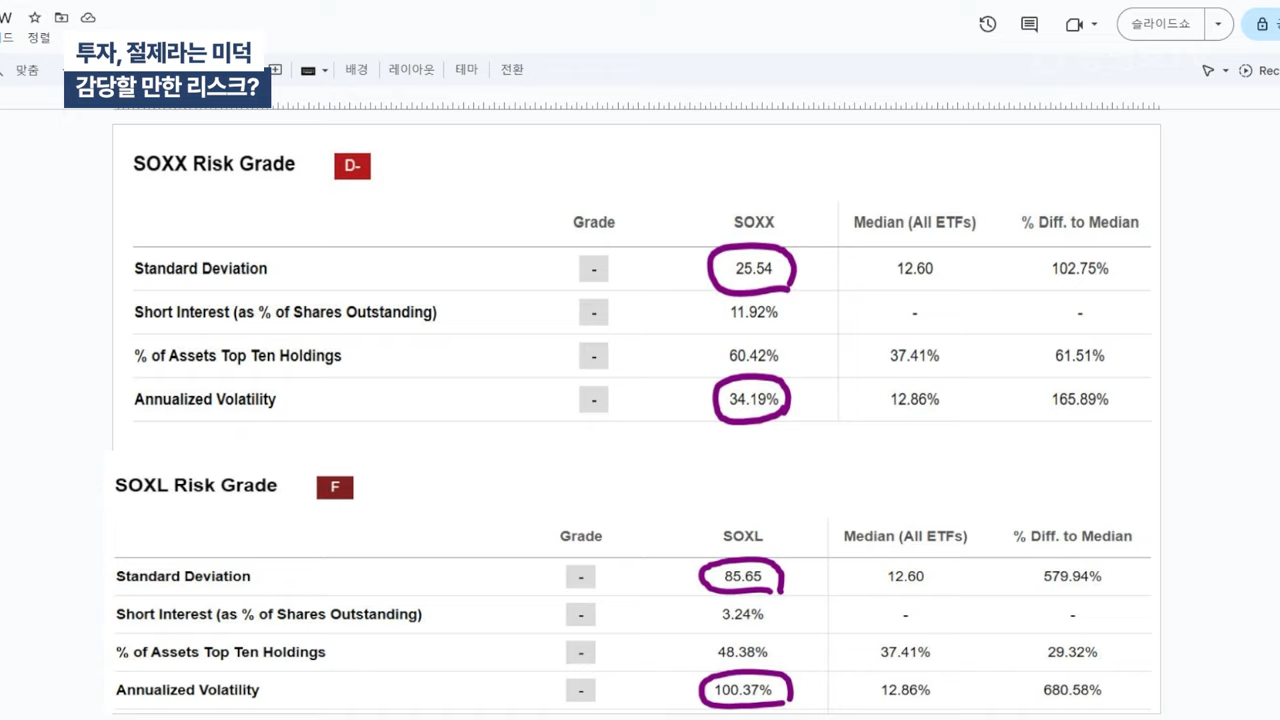 W
드 정렬
슬라이드쇼
투자, 절제라는 미덕
감당할 만한 리스크?
맞춤 배경 레이아웃 테마 전환 Rec
SOXX Risk Grade D-
Grade SOXX Median (All ETFs) % Diff. to Median
Standard Deviation - 25.54 12.60 102.75%
Short Interest (as % of Shares Outstanding) - 11.92% - -
% of Assets Top Ten Holdings - 60.42% 37.41% 61.51%
Annualized Volatility - 34.19% 12.86% 165.89%
SOXL Risk Grade F
Grade SOXL Median (All ETFs) % Diff. to Median
Standard Deviation - 85.65 12.60 579.94%
Short Interest (as % of Shares Outstanding) - 3.24% - -
% of Assets Top Ten Holdings - 48.38% 37.41% 29.32%
Annualized Volatility - 100.37% 12.86% 680.58%